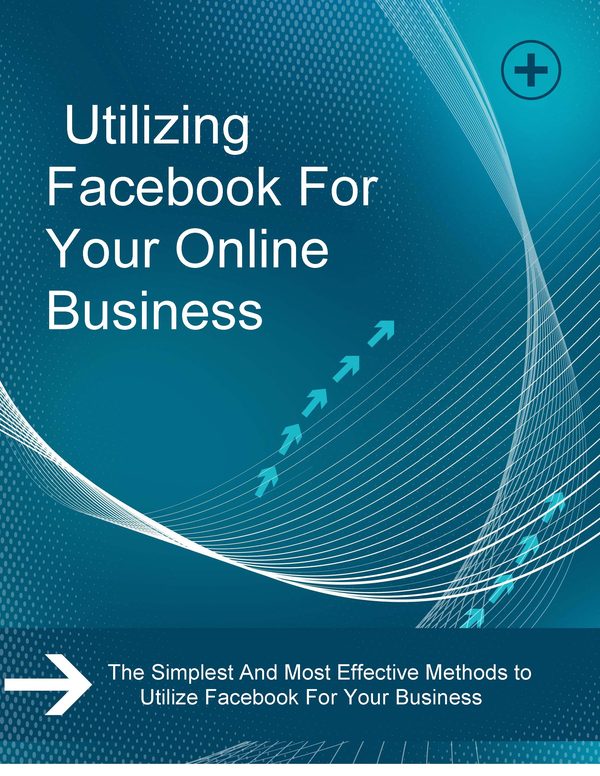 Utilizing
Facebook For
Your Online
Business
The Simplest And Most Effective Methods to
Utilize Facebook For Your Business